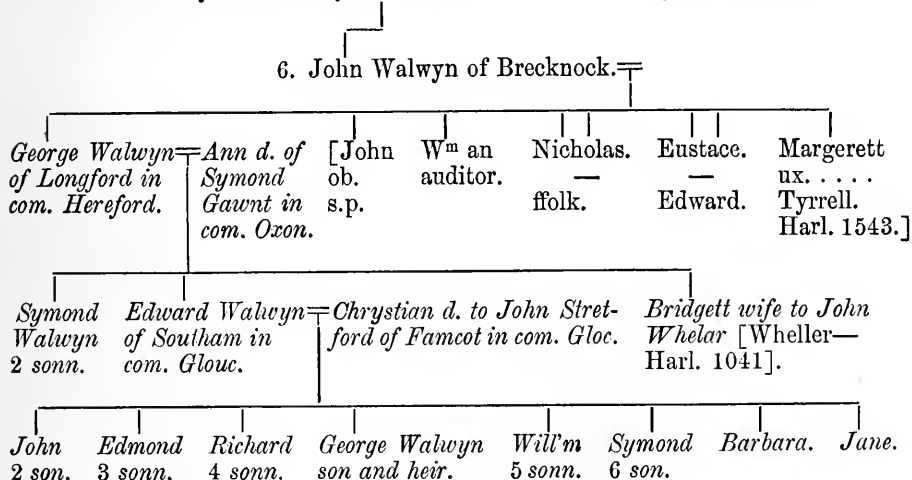 6. John Walwyn of Brecknock.
George Walwyn
of Longford in
com. Hereford.
Ann d. of
Symond
Gawnt in
com. Oxon.
[John
ob.
s.p.
Wᵐ an
auditor.
Nicholas.
—
ffolk.
Eustace.
—
Edward.
Margerett
ux. . . . .
Tyrrell.
Harl. 1543.]
Symond
Walwyn
2 sonn.
Edward Walwyn
of Southam in
com. Glouc.
Chrystian d. to John Stret-
ford of Famcot in com. Gloc.
Bridgett wife to John
Whelar [Wheller—
Harl. 1041].
John
2 son.
Edmond
3 sonn.
Richard
4 sonn.
George Walwyn
son and heir.
Will'm
5 sonn.
Symond
6 son.
Barbara.
Jane.